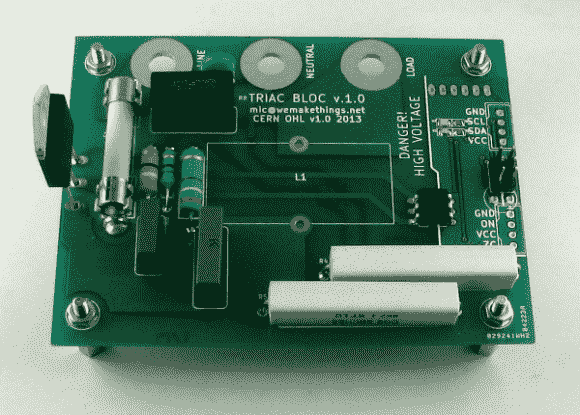 LINE
NEUTRAL
LOAD
TRIAC BLOC v.1.0
mic@wemakethings.net
CERN OHL v1.0 2013
DANGER!
HIGH VOLTAGE
GND
SCL
SDA
VCC
L1
GND
ON
VCC
ZC
029241WH2